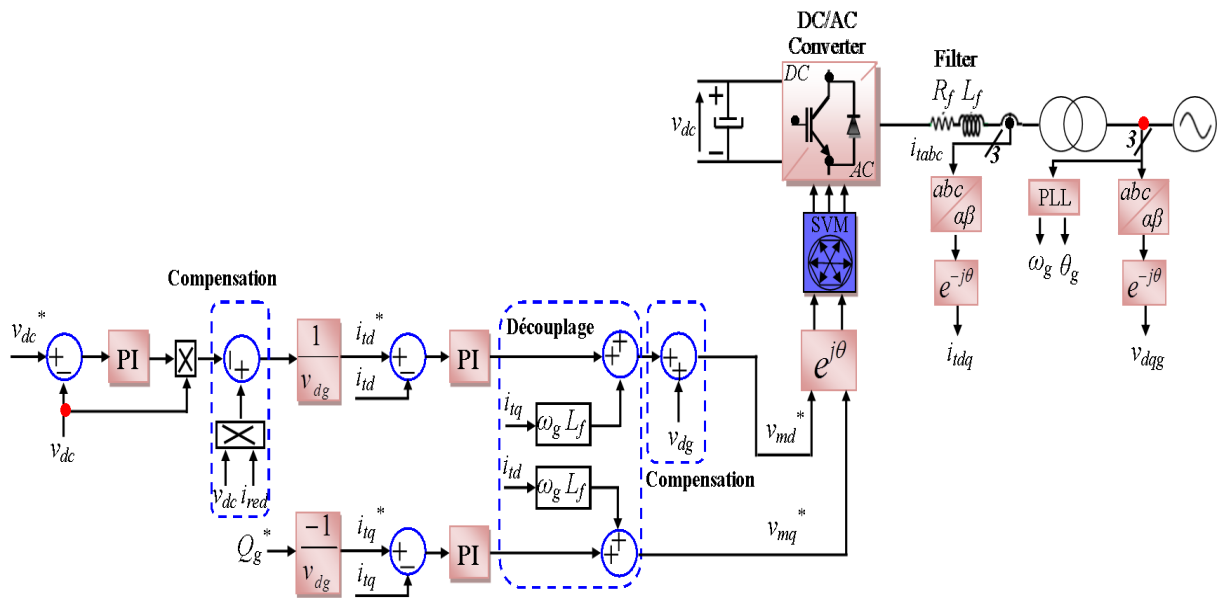 DC/AC
Converter
DC
AC
+
−
v_dc
Filter
R_f L_f
i_tabc
3
3
abc
αβ
PLL
abc
αβ
ω_g θ_g
e^−jθ
e^−jθ
i_tdq
v_dqg
SVM
e^jθ
Compensation
v_dc*
+
−
PI
X
+
+
1
v_dg
i_td*
i_td
+
−
PI
Découplage
+
+
i_tq
ω_g L_f
+
+
v_dg
v_md*
v_dc
v_dc i_red
i_td
ω_g L_f
Compensation
Q_g*
−1
v_dg
i_tq*
i_tq
+
−
PI
+
+
v_mq*